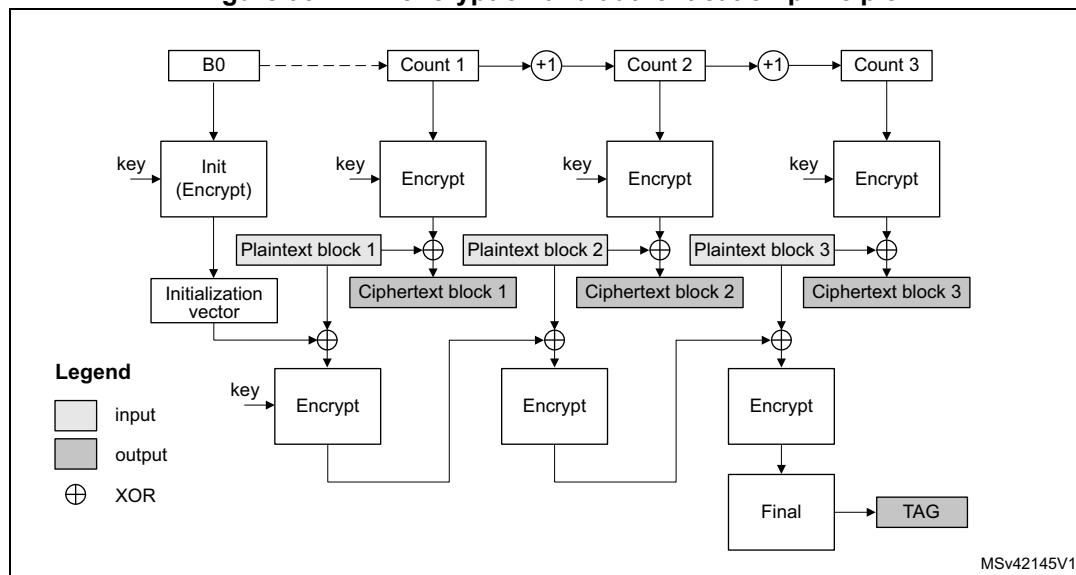 B0
Count 1
+1
Count 2
+1
Count 3
key
Init
(Encrypt)
key
Encrypt
key
Encrypt
key
Encrypt
Plaintext block 1
Plaintext block 2
Plaintext block 3
Ciphertext block 1
Ciphertext block 2
Ciphertext block 3
Initialization
vector
Legend
input
output
XOR
key
Encrypt
Encrypt
Encrypt
Final
TAG
MSv42145V1